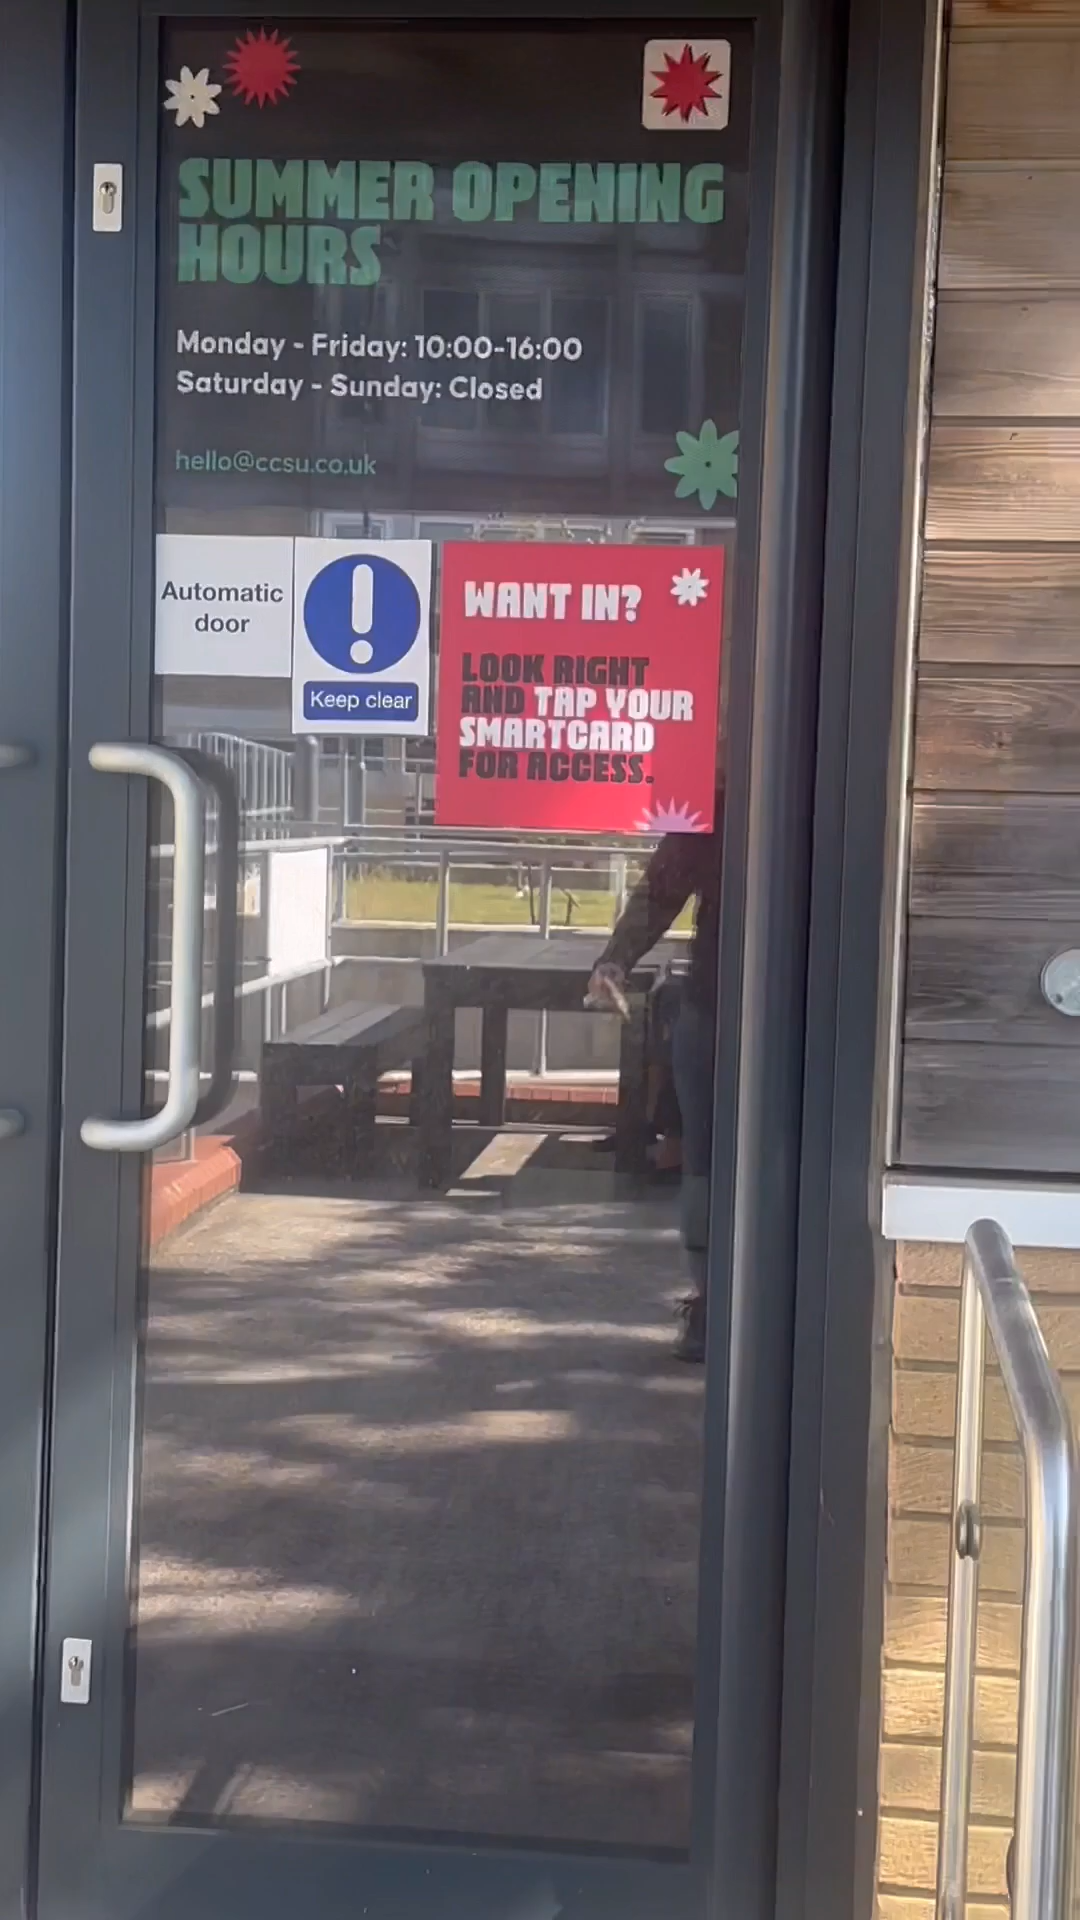 SUMMER OPENING
HOURS
Monday - Friday: 10:00-16:00
Saturday - Sunday: Closed
hello@ccsu.co.uk
Automatic
door
Keep clear
WANT IN?
LOOK RIGHT
AND TAP YOUR
SMARTCARD
FOR ACCESS.